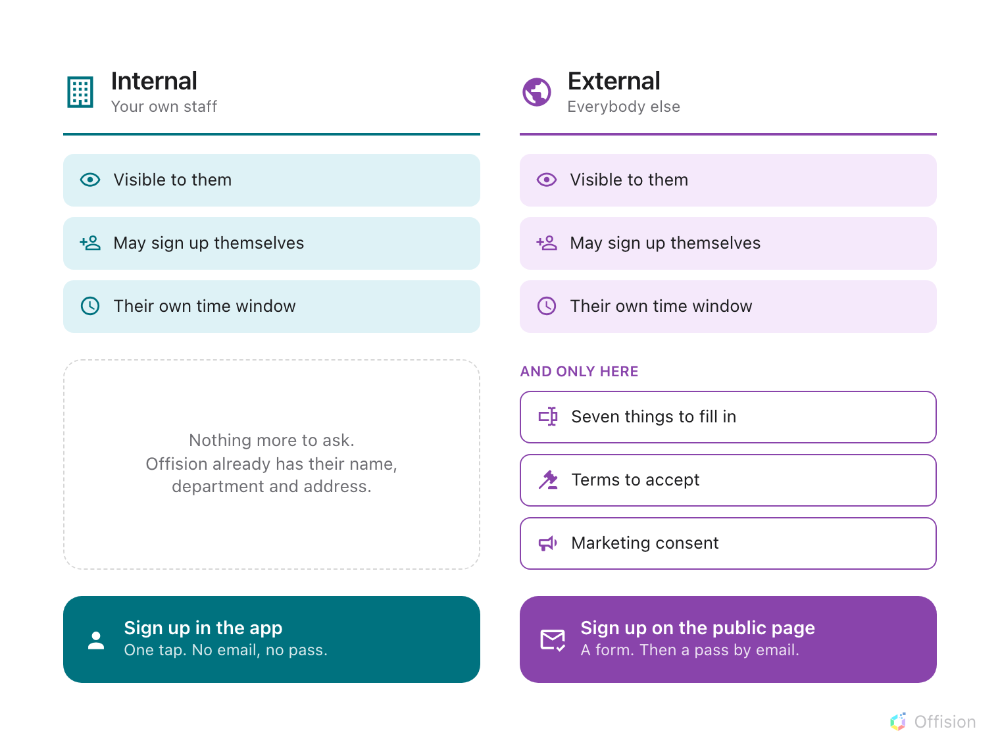 Internal
Your own staff
Visible to them
May sign up themselves
Their own time window
Nothing more to ask.
Offision already has their name,
department and address.
Sign up in the app
One tap. No email, no pass.
External
Everybody else
Visible to them
May sign up themselves
Their own time window
AND ONLY HERE
Seven things to fill in
Terms to accept
Marketing consent
Sign up on the public page
A form. Then a pass by email.
Offision